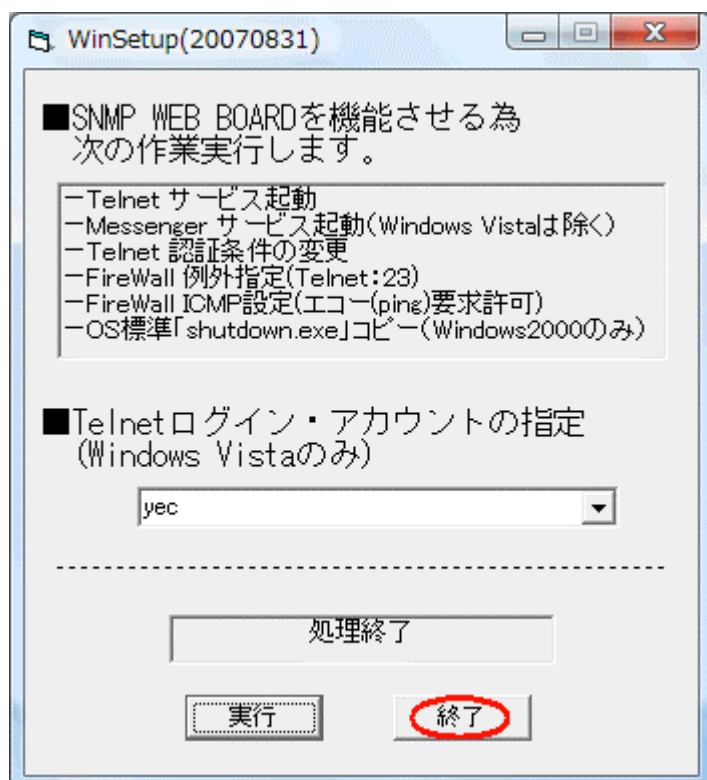 WinSetup(20070831)
■SNMP WEB BOARDを機能させる為
次の作業実行します。
ーTelnet サービス起動
ーMessenger サービス起動(Windows Vistaは除く)
ーTelnet 認証条件の変更
ーFireWall 例外指定(Telnet:23)
ーFireWall ICMP設定(エコー(ping)要求許可)
ーOS標準「shutdown.exe」コピー(Windows2000のみ)
■Telnetログイン・アカウントの指定
(Windows Vistaのみ)
yec
処理終了
実行
終了